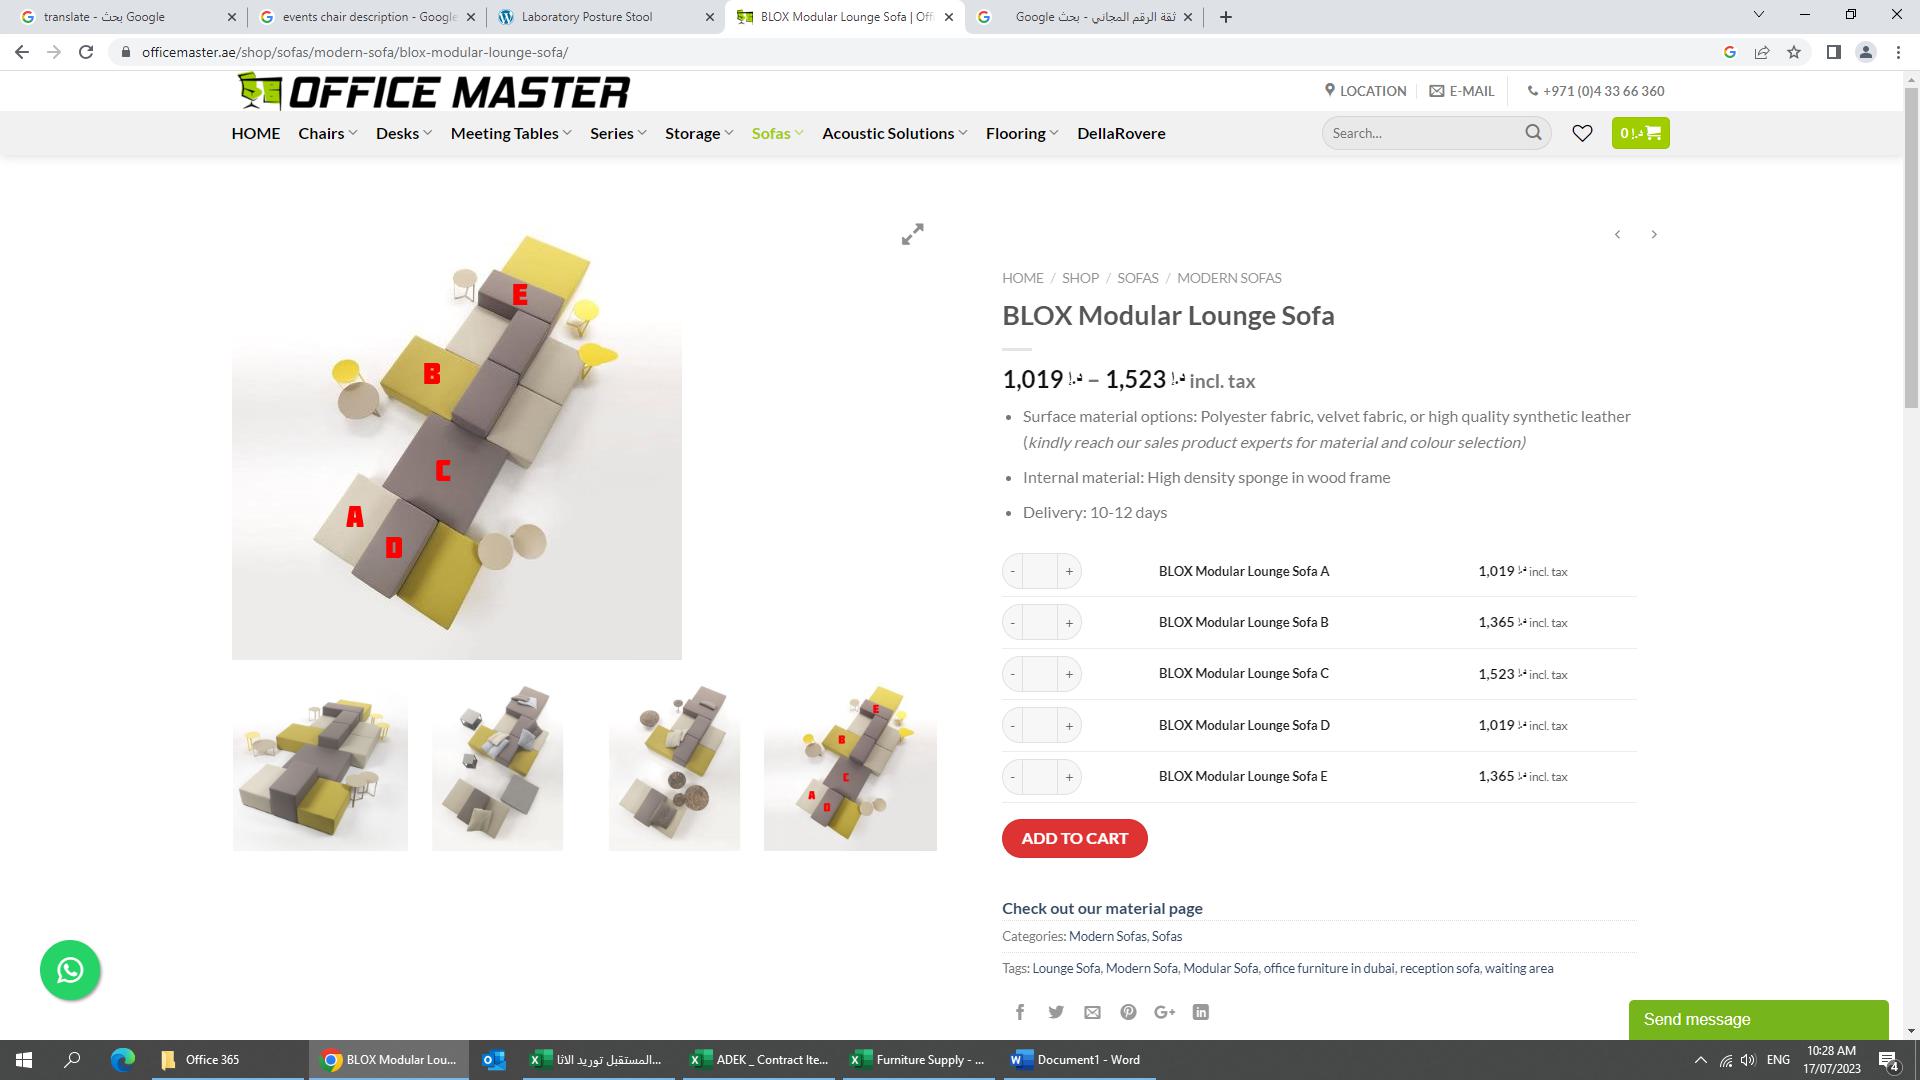 translate - بحث Google
events chair description - Google
Laboratory Posture Stool
BLOX Modular Lounge Sofa | Offi
ثقة الرقم المجاني - بحث Google
officemaster.ae/shop/sofas/modern-sofa/blox-modular-lounge-sofa/
OFFICE MASTER
LOCATION
E-MAIL
+971 (0)4 33 66 360
HOME
Chairs
Desks
Meeting Tables
Series
Storage
Sofas
Acoustic Solutions
Flooring
DellaRovere
Search...
0 د.إ
E
B
C
A
D
E
B
C
A
D
HOME / SHOP / SOFAS / MODERN SOFAS
BLOX Modular Lounge Sofa
1,019 د.إ – 1,523 د.إ incl. tax
• Surface material options: Polyester fabric, velvet fabric, or high quality synthetic leather
(kindly reach our sales product experts for material and colour selection)
• Internal material: High density sponge in wood frame
• Delivery: 10-12 days
- + BLOX Modular Lounge Sofa A 1,019 د.إ incl. tax
- + BLOX Modular Lounge Sofa B 1,365 د.إ incl. tax
- + BLOX Modular Lounge Sofa C 1,523 د.إ incl. tax
- + BLOX Modular Lounge Sofa D 1,019 د.إ incl. tax
- + BLOX Modular Lounge Sofa E 1,365 د.إ incl. tax
ADD TO CART
Check out our material page
Categories: Modern Sofas, Sofas
Tags: Lounge Sofa, Modern Sofa, Modular Sofa, office furniture in dubai, reception sofa, waiting area
Send message
Office 365
BLOX Modular Lou...
المستقبل توريد الاثا...
ADEK _ Contract Ite...
Furniture Supply - ...
Document1 - Word
ENG
10:28 AM
17/07/2023
4